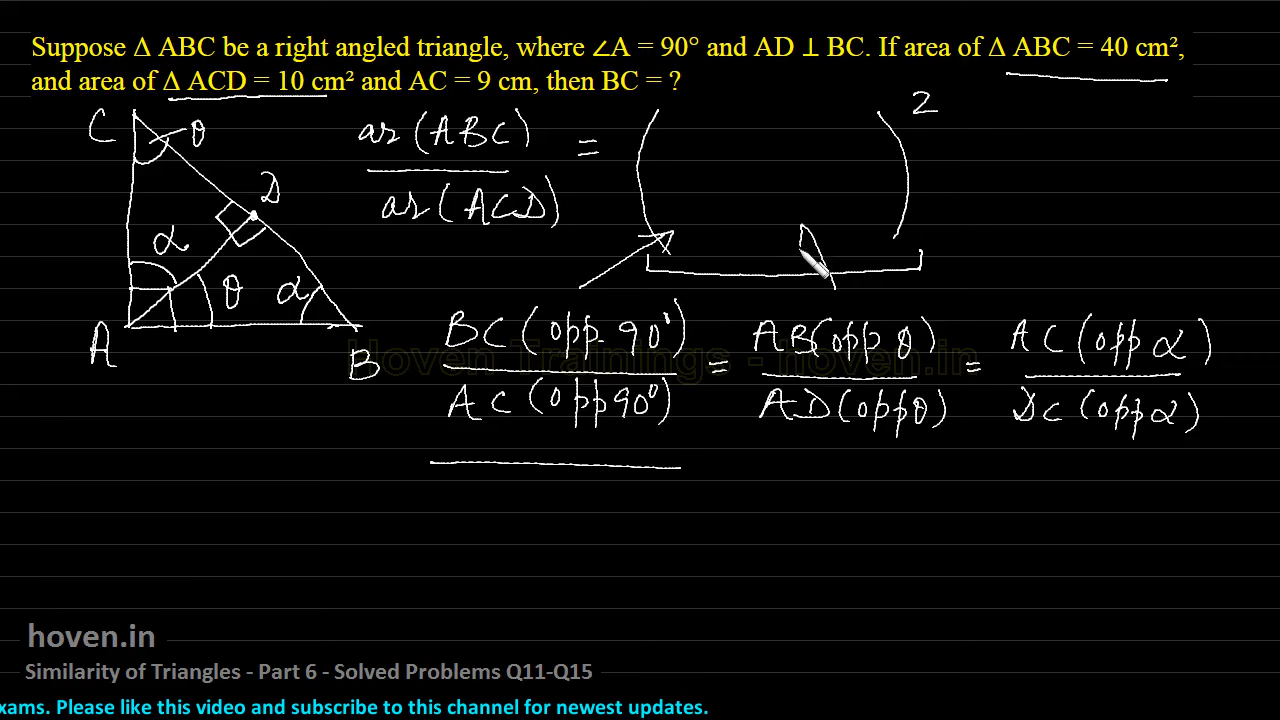 Suppose Δ ABC be a right angled triangle, where ∠A = 90° and AD ⊥ BC. If area of Δ ABC = 40 cm²,
and area of Δ ACD = 10 cm² and AC = 9 cm, then BC = ?
C θ
D
α
θ α
A
B
ar(ABC) = ( )²
ar(ACD)
BC (opp. 90°) = AB(opp θ) = AC (opp α)
AC (opp 90°) AD(opp θ) DC (opp α)
Hoven Trainings - hoven.in
hoven.in
Similarity of Triangles - Part 6 - Solved Problems Q11-Q15
xams. Please like this video and subscribe to this channel for newest updates.